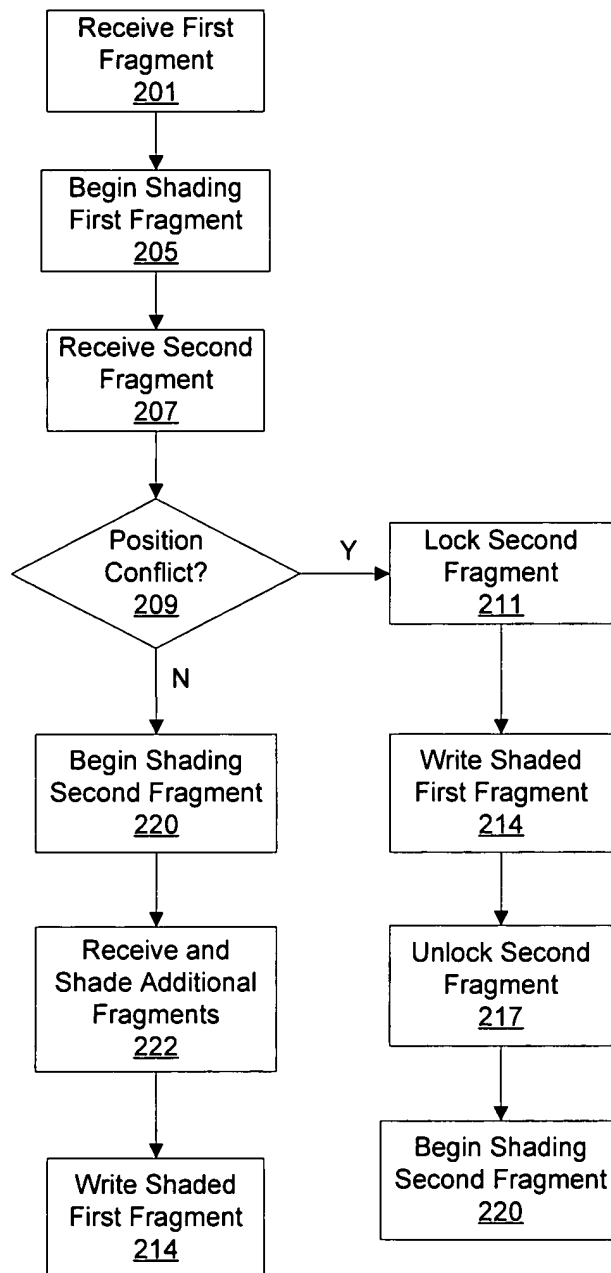 Receive First
Fragment
201
Begin Shading
First Fragment
205
Receive Second
Fragment
207
Position
Conflict?
209
Y
N
Lock Second
Fragment
211
Begin Shading
Second Fragment
220
Write Shaded
First Fragment
214
Receive and
Shade Additional
Fragments
222
Unlock Second
Fragment
217
Write Shaded
First Fragment
214
Begin Shading
Second Fragment
220